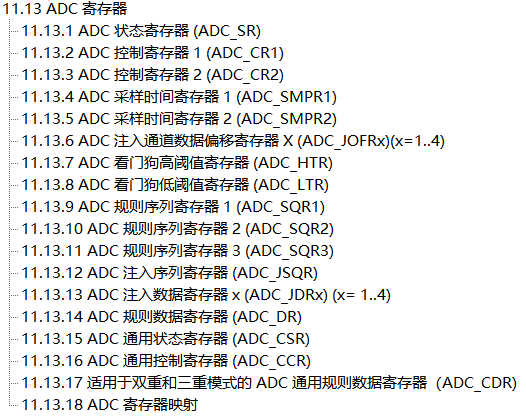 11.13 ADC 寄存器
11.13.1 ADC 状态寄存器 (ADC_SR)
11.13.2 ADC 控制寄存器 1 (ADC_CR1)
11.13.3 ADC 控制寄存器 2 (ADC_CR2)
11.13.4 ADC 采样时间寄存器 1 (ADC_SMPR1)
11.13.5 ADC 采样时间寄存器 2 (ADC_SMPR2)
11.13.6 ADC 注入通道数据偏移寄存器 X (ADC_JOFRx)(x=1..4)
11.13.7 ADC 看门狗高阈值寄存器 (ADC_HTR)
11.13.8 ADC 看门狗低阈值寄存器 (ADC_LTR)
11.13.9 ADC 规则序列寄存器 1 (ADC_SQR1)
11.13.10 ADC 规则序列寄存器 2 (ADC_SQR2)
11.13.11 ADC 规则序列寄存器 3 (ADC_SQR3)
11.13.12 ADC 注入序列寄存器 (ADC_JSQR)
11.13.13 ADC 注入数据寄存器 x (ADC_JDRx) (x= 1..4)
11.13.14 ADC 规则数据寄存器 (ADC_DR)
11.13.15 ADC 通用状态寄存器 (ADC_CSR)
11.13.16 ADC 通用控制寄存器 (ADC_CCR)
11.13.17 适用于双重和三重模式的 ADC 通用规则数据寄存器 (ADC_CDR)
11.13.18 ADC 寄存器映射